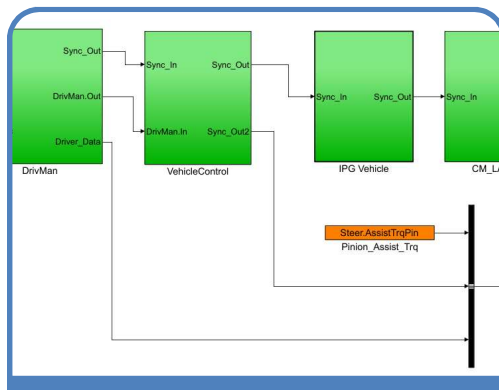 Sync_Out
DrivMan.Out
Driver_Data
DrivMan
Sync_In
Sync_Out
DrivMan.In
Sync_Out2
VehicleControl
Sync_In
Sync_Out
IPG Vehicle
Sync_In
CM_LA
Steer.AssistTrqPin
Pinion_Assist_Trq